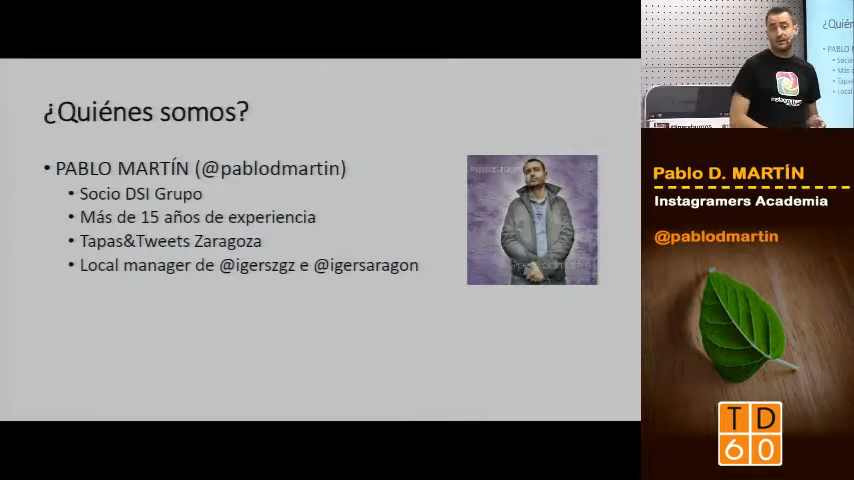 ¿Quiénes somos?
• PABLO MARTÍN (@pablodmartin)
• Socio DSI Grupo
• Más de 15 años de experiencia
• Tapas&Tweets Zaragoza
• Local manager de @igerszgz e @igersaragon
Pablo D. MARTÍN
Instagramers Academia
@pablodmartin
TD
60